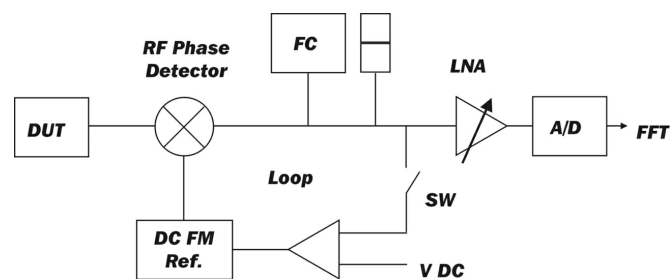 RF Phase
Detector
FC
LNA
DUT
A/D
FFT
Loop
SW
DC FM
Ref.
V DC